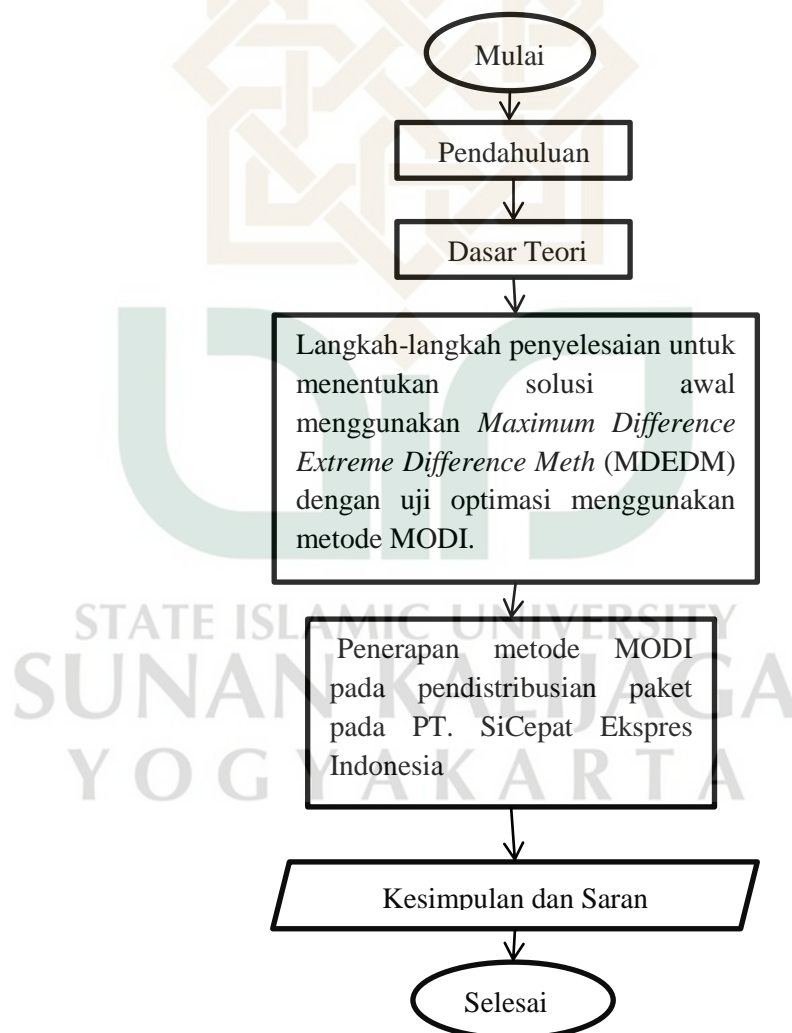 Mulai
Pendahuluan
Dasar Teori
Langkah-langkah penyelesaian untuk
menentukan solusi awal
menggunakan Maximum Difference
Extreme Difference Meth (MDEDM)
dengan uji optimasi menggunakan
metode MODI.
STATE ISLAMIC UNIVERSITY
SUNAN KALIJAGA
YOGYAKARTA
Penerapan metode MODI
pada pendistribusian paket
pada PT. SiCepat Ekspres
Indonesia
Kesimpulan dan Saran
Selesai